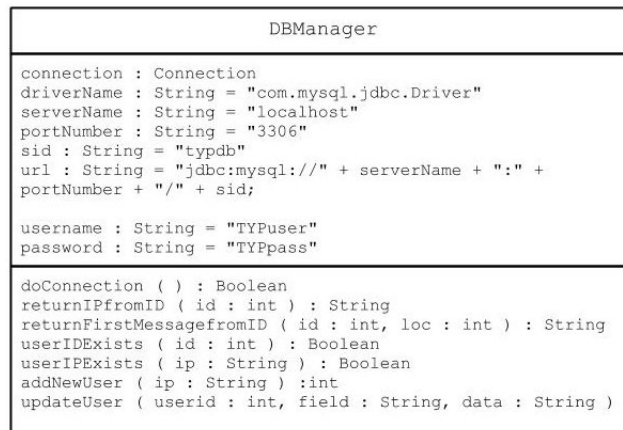 DBManager
connection : Connection
driverName : String = "com.mysql.jdbc.Driver"
serverName : String = "localhost"
portNumber : String = "3306"
sid : String = "typdb"
url : String = "jdbc:mysql://" + serverName + ":" +
portNumber + "/" + sid;
username : String = "TYPuser"
password : String = "TYPpass"
doConnection ( ) : Boolean
returnIPfromID ( id : int ) : String
returnFirstMessagefromID ( id : int, loc : int ) : String
userIDExists ( id : int ) : Boolean
userIPExists ( ip : String ) : Boolean
addNewUser ( ip : String ) :int
updateUser ( userid : int, field : String, data : String )